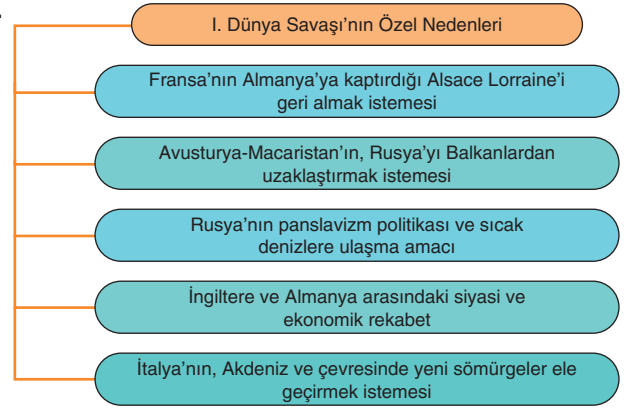 I. Dünya Savaşı’nın Özel Nedenleri
Fransa’nın Almanya’ya kaptırdığı Alsace Lorraine’i
geri almak istemesi
Avusturya-Macaristan’ın, Rusya’yı Balkanlardan
uzaklaştırmak istemesi
Rusya’nın panslavizm politikası ve sıcak
denizlere ulaşma amacı
İngiltere ve Almanya arasındaki siyasi ve
ekonomik rekabet
İtalya’nın, Akdeniz ve çevresinde yeni sömürgeler ele
geçirmek istemesi